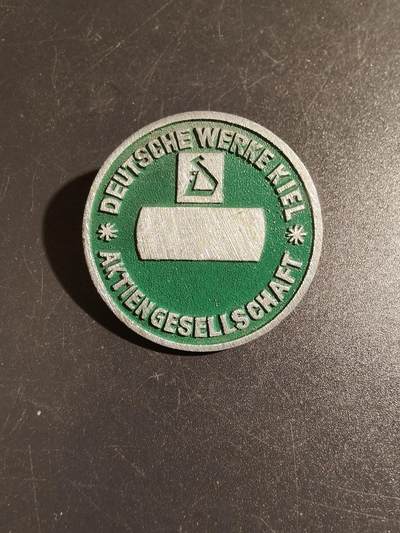 DEUTSCHE WERKE KIEL
D
* AKTIENGESELLSCHAFT *